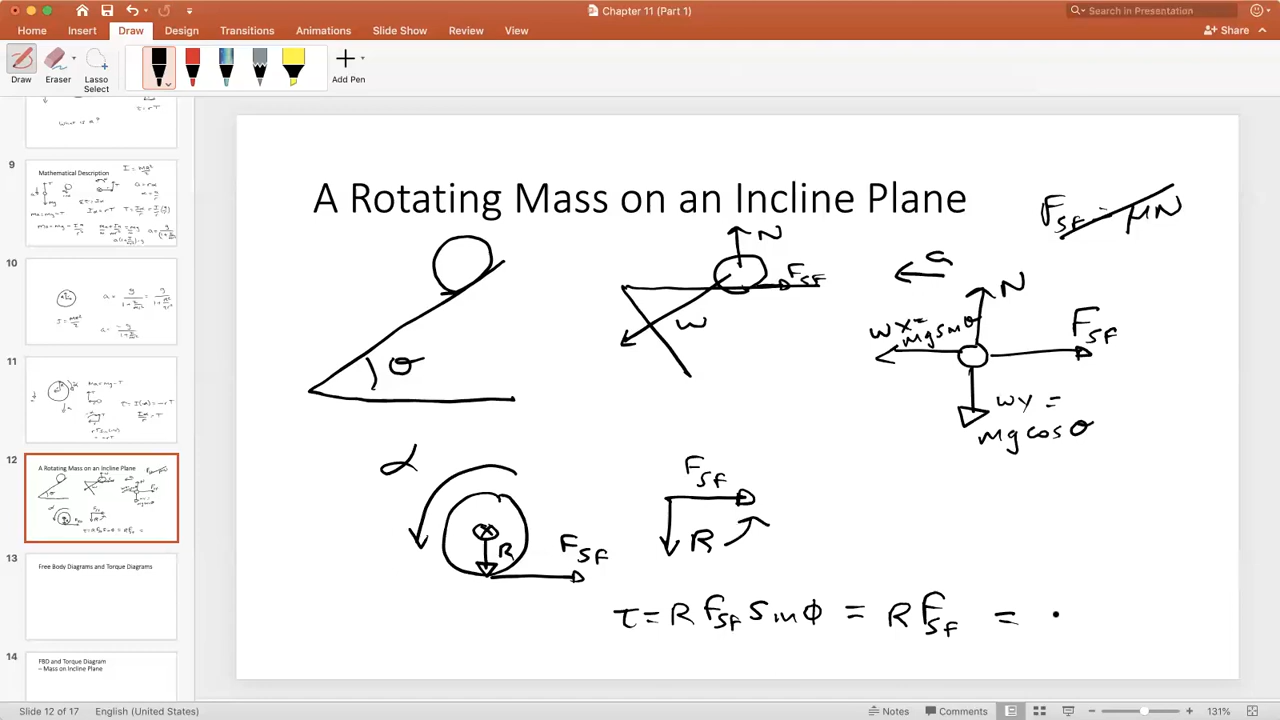 Chapter 11 (Part 1)
Search in Presentation
Home Insert Draw Design Transitions Animations Slide Show Review View Share
Draw Eraser Lasso Select Add Pen
What is a?
9
Mathematical Description
10
11
12
A Rotating Mass on an Incline Plane
13
Free Body Diagrams and Torque Diagrams
14
FBD and Torque Diagram
– Mass on Incline Plane
A Rotating Mass on an Incline Plane
F_SF = μN
N
F_SF
W
θ
a
N
F_SF
WX = mg sin θ
WY = mg cos θ
α
R
F_SF
F_SF
R
τ = R F_SF sin ϕ = R F_SF =
Slide 12 of 17 English (United States) Notes Comments 131%